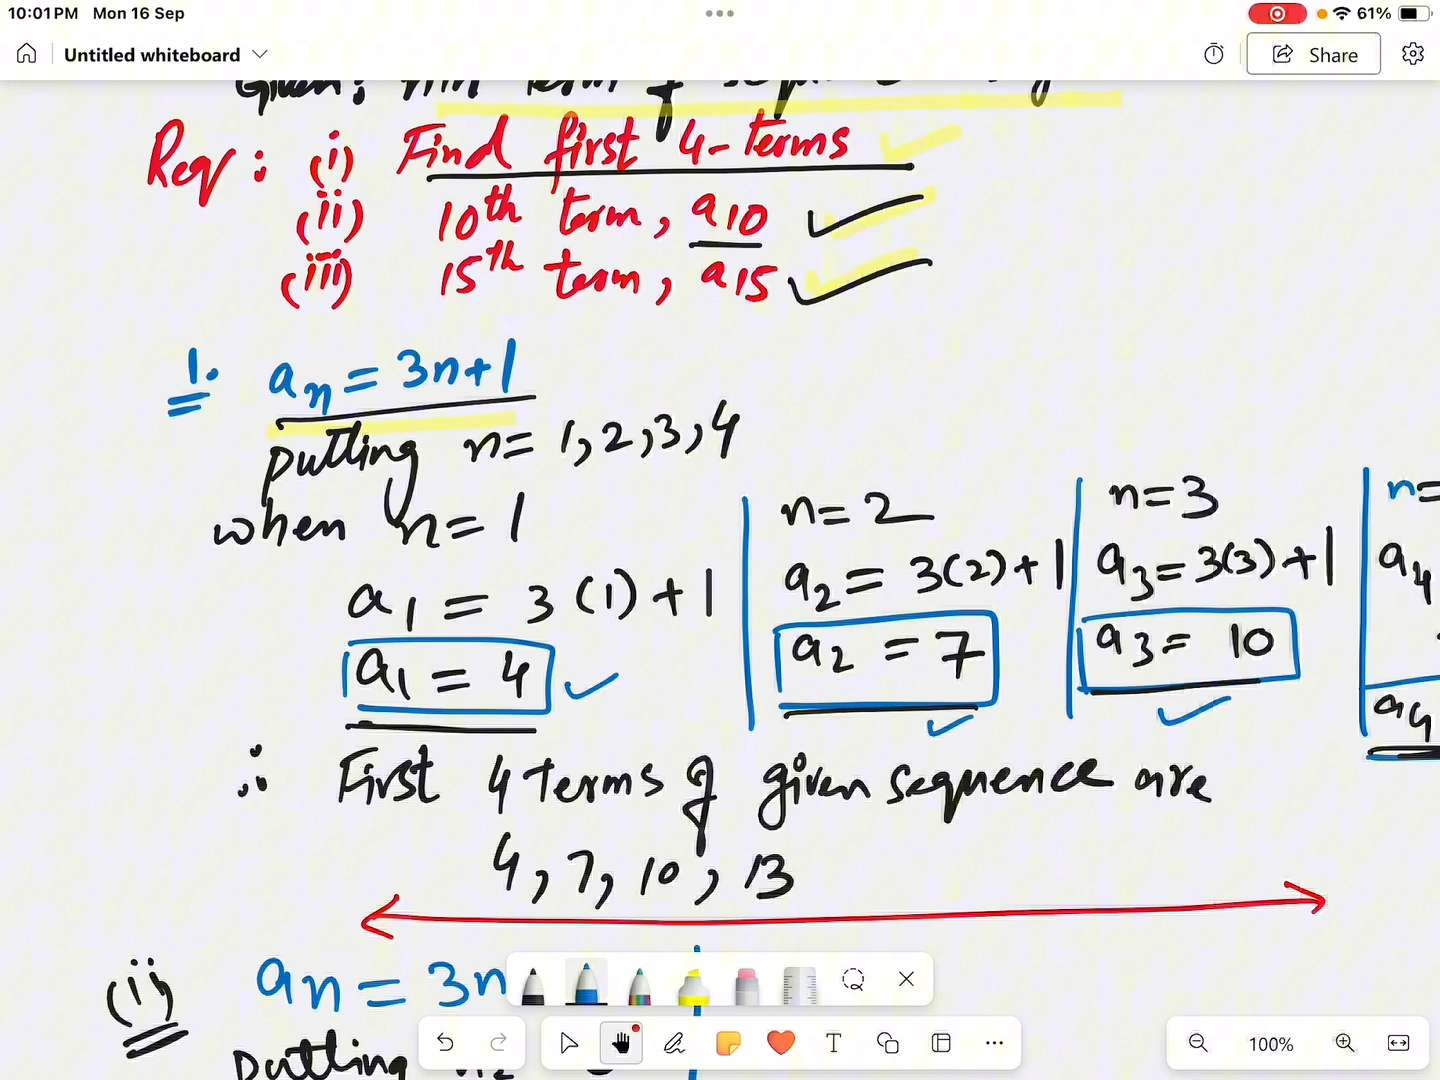 10:01 PM Mon 16 Sep
61%
Untitled whiteboard
Share
Req: (i) Find first 4-terms
(ii) 10th term, a10
(iii) 15th term, a15
1. an = 3n+1
putting n= 1,2,3,4
when n=1
a1 = 3(1)+1
a1 = 4
n=2
a2 = 3(2)+1
a2 = 7
n=3
a3=3(3)+1
a3= 10
n=
a4
a4
∴ First 4 terms of given sequence are
4, 7, 10, 13
(ii) an = 3n
putting
100%